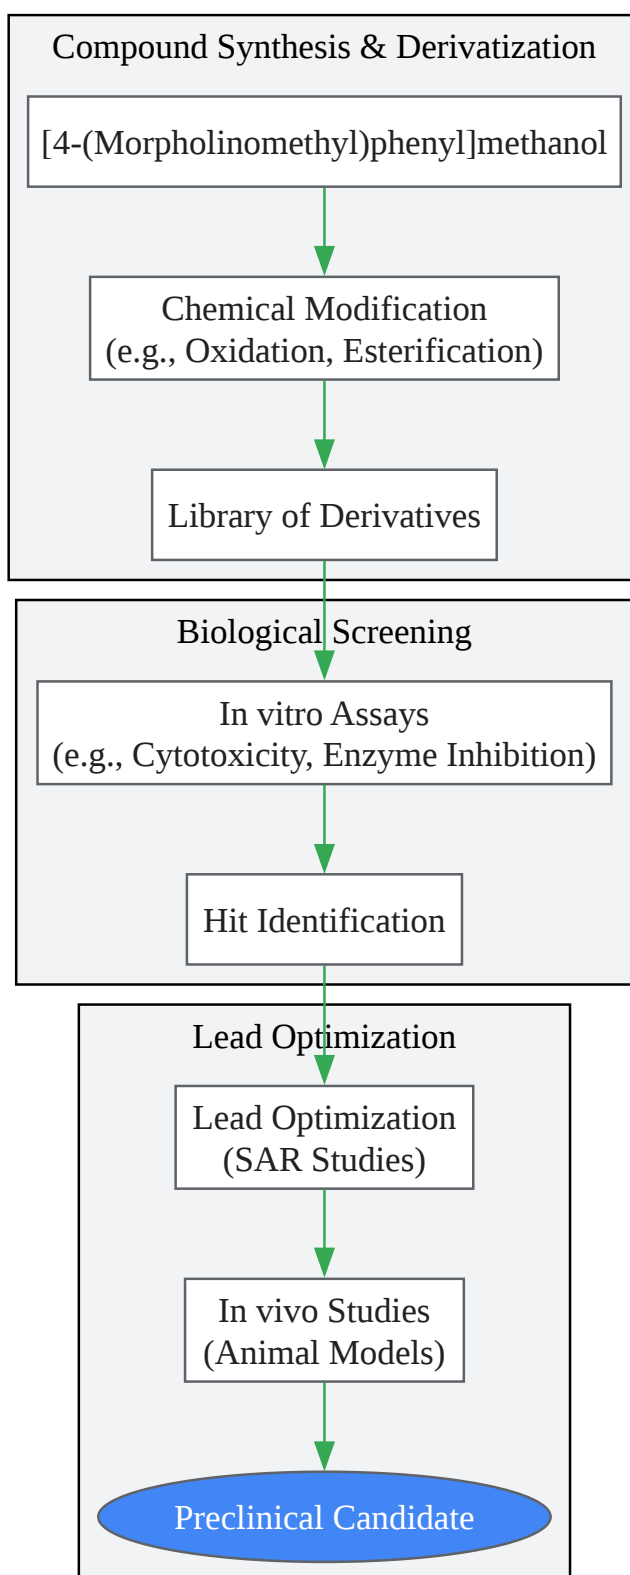 Compound Synthesis & Derivatization
[4-(Morpholinomethyl)phenyl]methanol
Chemical Modification
(e.g., Oxidation, Esterification)
Library of Derivatives
Biological Screening
In vitro Assays
(e.g., Cytotoxicity, Enzyme Inhibition)
Hit Identification
Lead Optimization
Lead Optimization
(SAR Studies)
In vivo Studies
(Animal Models)
Preclinical Candidate